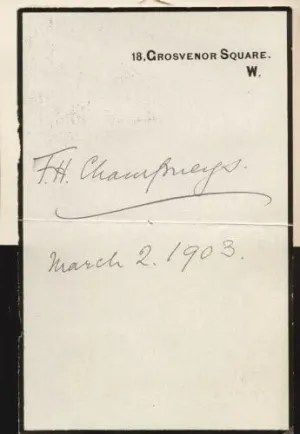 18, GROSVENOR SQUARE.
W.
F.H. Champneys.
March 2. 1903.